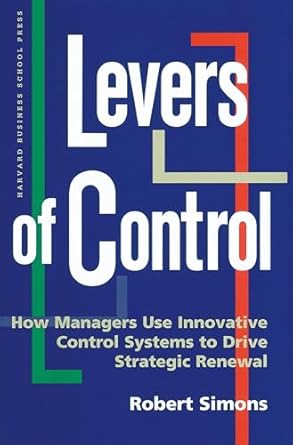 HARVARD BUSINESS SCHOOL PRESS
Levers
of Control
How Managers Use Innovative
Control Systems to Drive
Strategic Renewal
Robert Simons